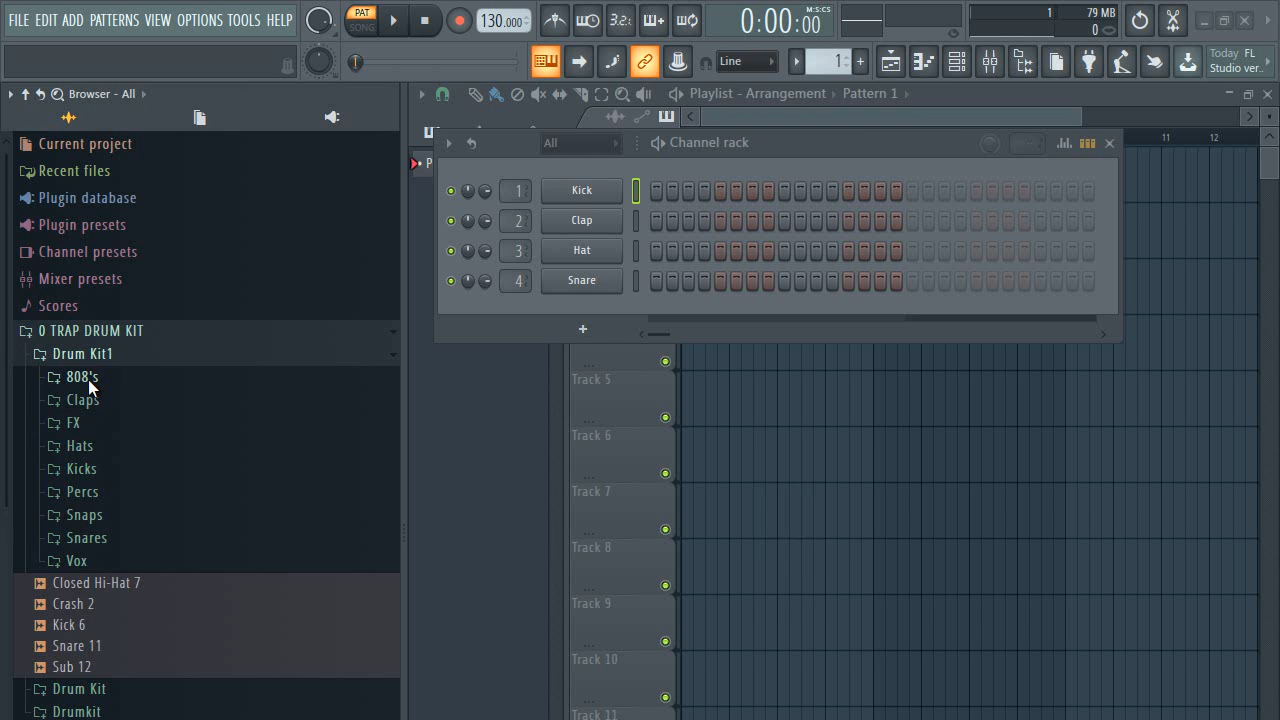 FILE EDIT ADD PATTERNS VIEW OPTIONS TOOLS HELP
PAT
SONG
130.000
3.2.
0:00:00
M:S:CS
1
79 MB
0
Line
1
Today FL
Studio ver..
Browser - All
Playlist - Arrangement
Pattern 1
11
12
Current project
Recent files
Plugin database
Plugin presets
Channel presets
Mixer presets
Scores
0 TRAP DRUM KIT
Drum Kit1
808's
Claps
FX
Hats
Kicks
Percs
Snaps
Snares
Vox
Closed Hi-Hat 7
Crash 2
Kick 6
Snare 11
Sub 12
Drum Kit
Drumkit
P
All
Channel rack
1
Kick
2
Clap
3
Hat
4
Snare
+
...
Track 5
...
Track 6
...
Track 7
...
Track 8
...
Track 9
...
Track 10
...
Track 11